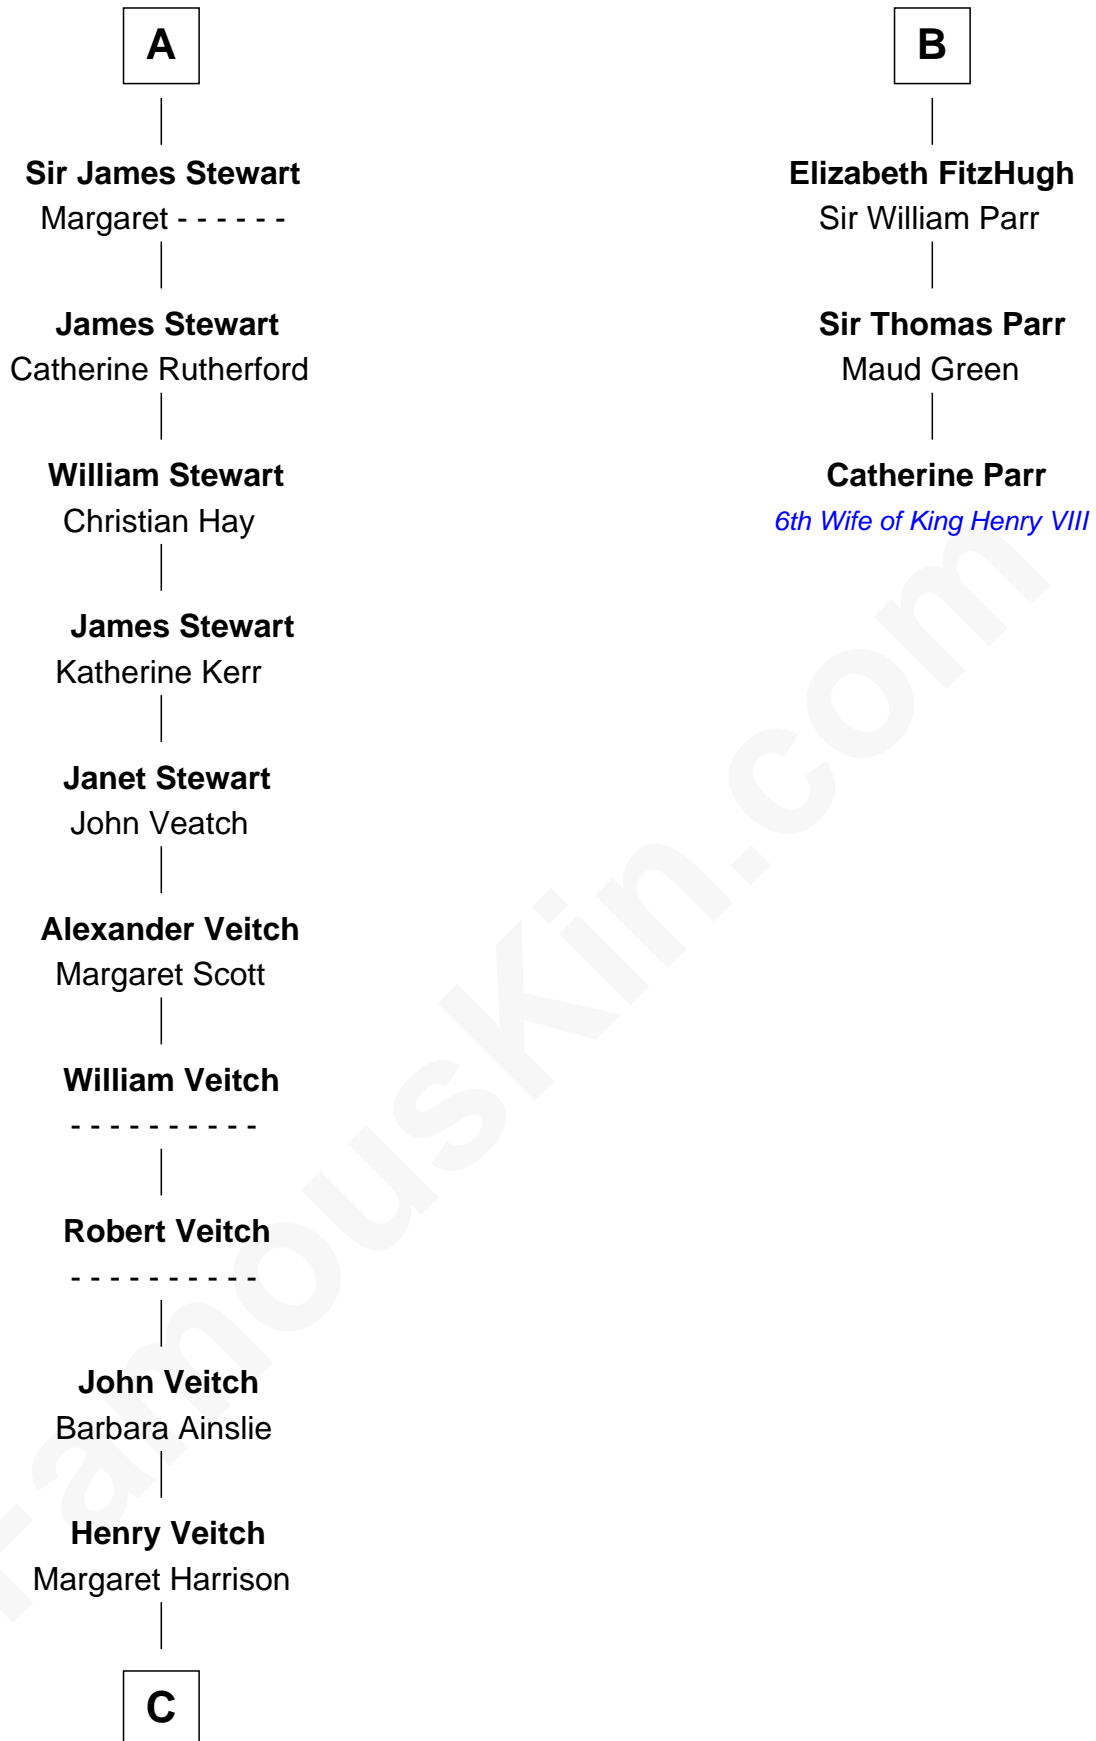 A
Sir James Stewart
Margaret - - - - - -
James Stewart
Catherine Rutherford
William Stewart
Christian Hay
James Stewart
Katherine Kerr
Janet Stewart
John Veatch
Alexander Veitch
Margaret Scott
William Veitch
- - - - - - - - - -
Robert Veitch
- - - - - - - - - -
John Veitch
Barbara Ainslie
Henry Veitch
Margaret Harrison
C
B
Elizabeth FitzHugh
Sir William Parr
Sir Thomas Parr
Maud Green
Catherine Parr
6th Wife of King Henry VIII
FamousKin.com